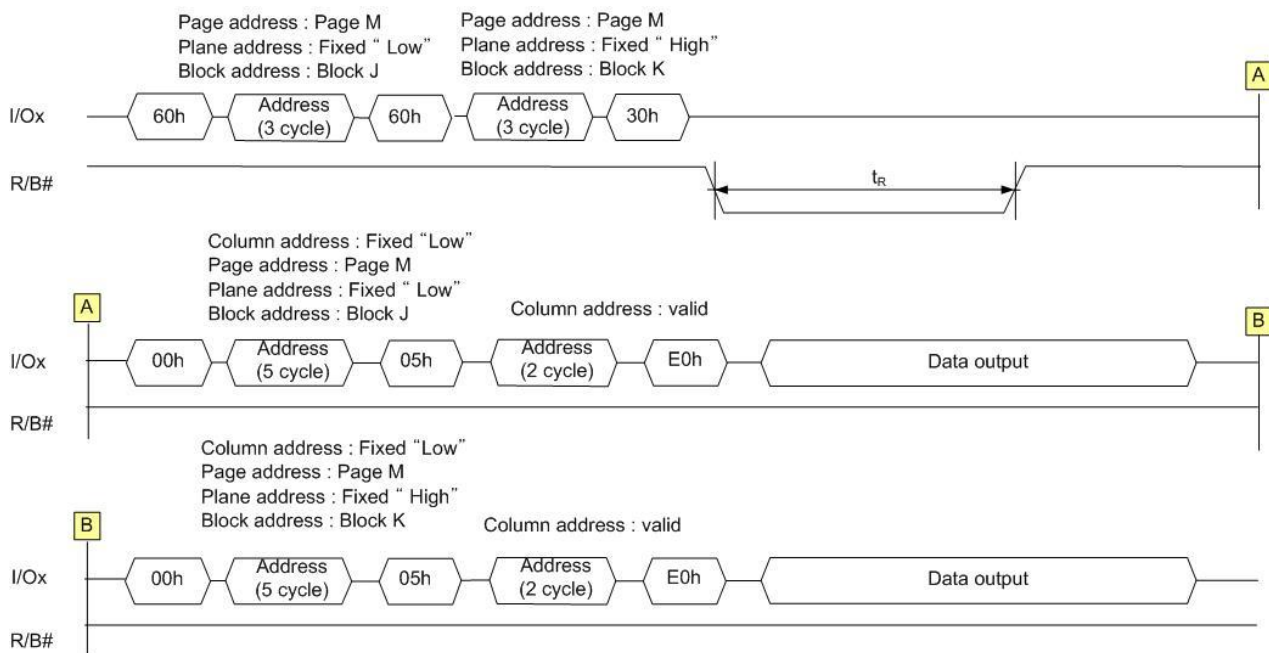 Page address : Page M
Plane address : Fixed “ Low”
Block address : Block J
Page address : Page M
Plane address : Fixed “ High”
Block address : Block K
A
I/Ox
60h
Address
(3 cycle)
60h
Address
(3 cycle)
30h
R/B#
tR
Column address : Fixed “Low”
Page address : Page M
Plane address : Fixed “ Low”
Block address : Block J
Column address : valid
A
B
I/Ox
00h
Address
(5 cycle)
05h
Address
(2 cycle)
E0h
Data output
R/B#
Column address : Fixed “Low”
Page address : Page M
Plane address : Fixed “ High”
Block address : Block K
Column address : valid
B
I/Ox
00h
Address
(5 cycle)
05h
Address
(2 cycle)
E0h
Data output
R/B#